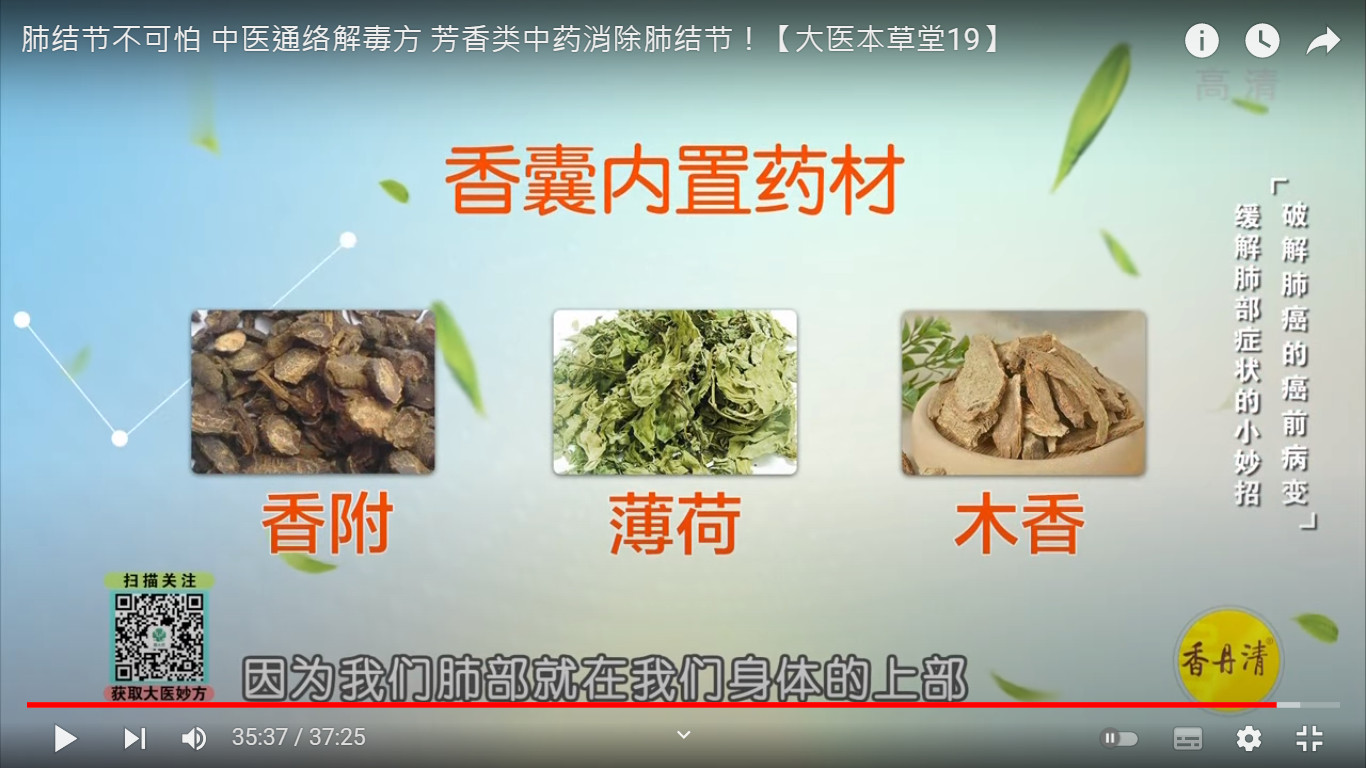 肺结节不可怕 中医通络解毒方 芳香类中药消除肺结节！【大医本草堂19】
高清
香囊内置药材
「破解肺癌的癌前病变
缓解肺部症状的小妙招」
香附
薄荷
木香
扫描关注
获取大医妙方
香丹清®
因为我们肺部就在我们身体的上部
35:37 / 37:25